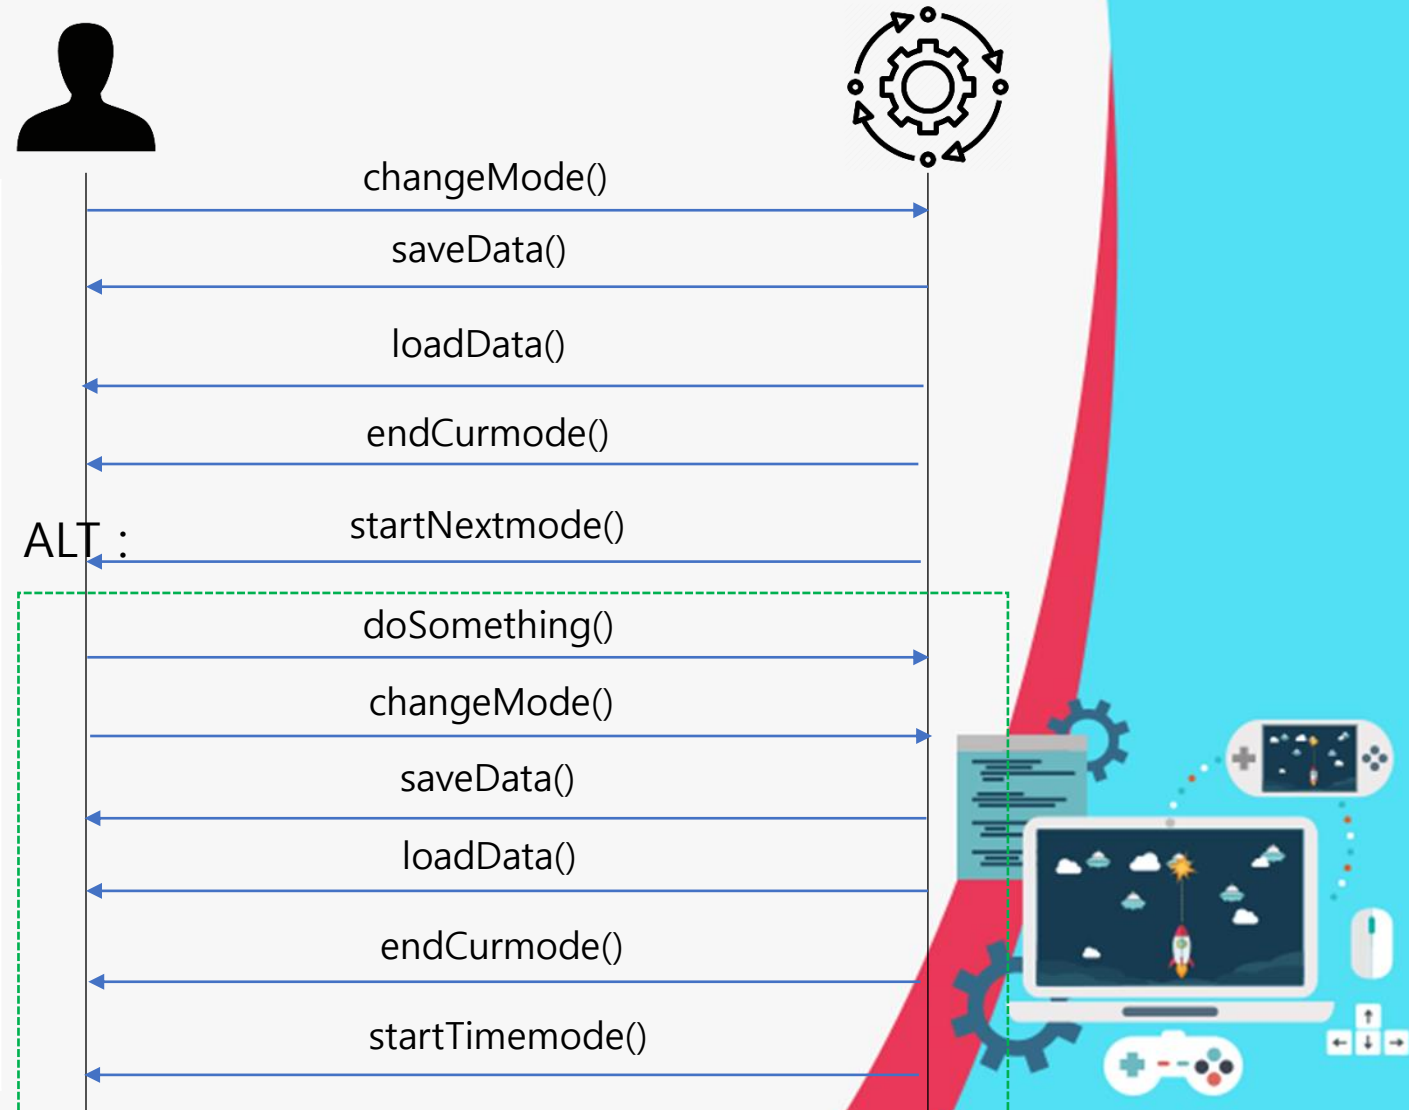 changeMode()
saveData()
loadData()
endCurmode()
startNextmode()
ALT :
doSomething()
changeMode()
saveData()
loadData()
endCurmode()
startTimemode()